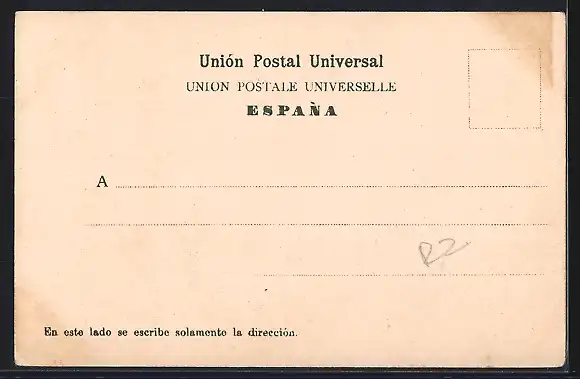 Unión Postal Universal
UNION POSTALE UNIVERSELLE
ESPAÑA
A
R2
En este lado se escribe solamente la dirección.